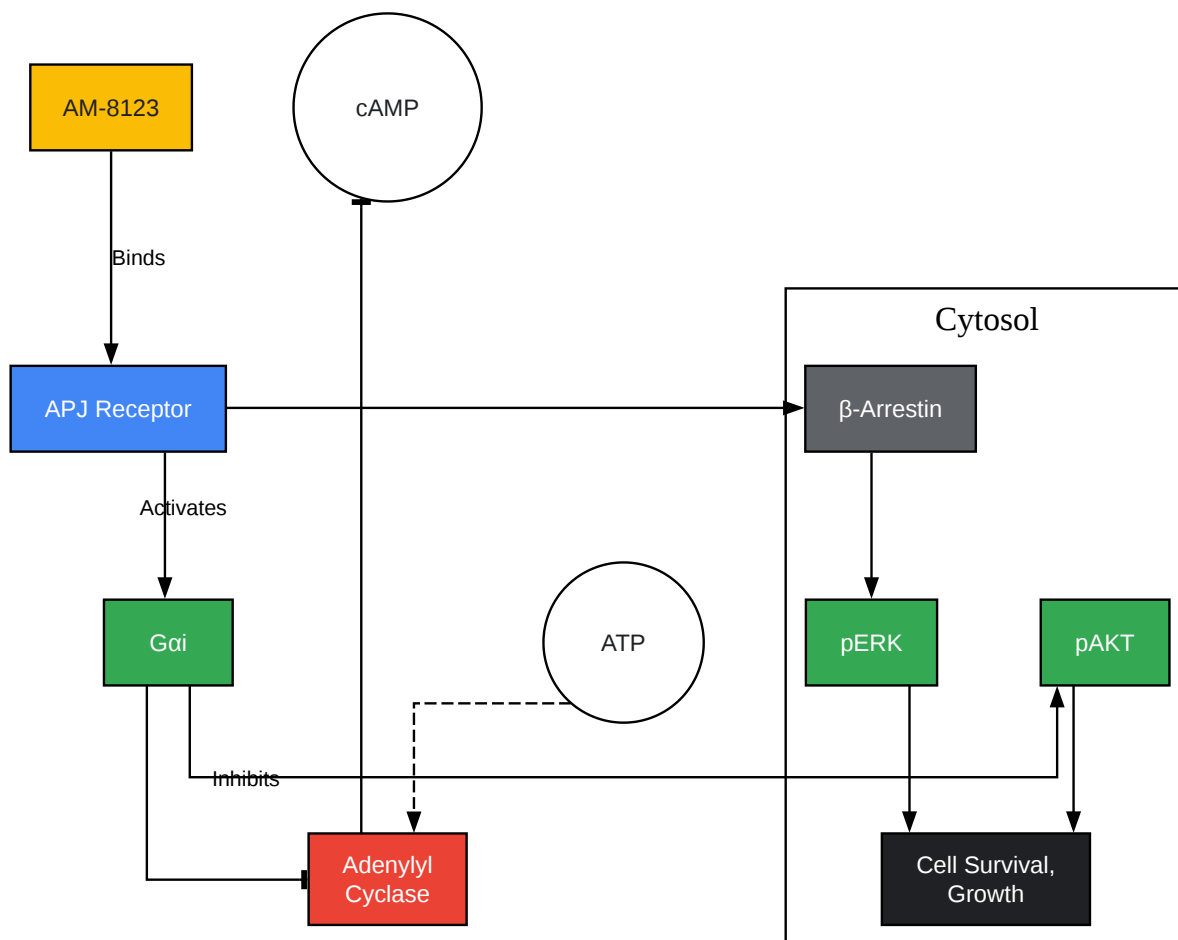 AM-8123
cAMP
Binds
Cytosol
APJ Receptor
β-Arrestin
Activates
Gαi
ATP
pERK
pAKT
Inhibits
Adenylyl
Cyclase
Cell Survival,
Growth